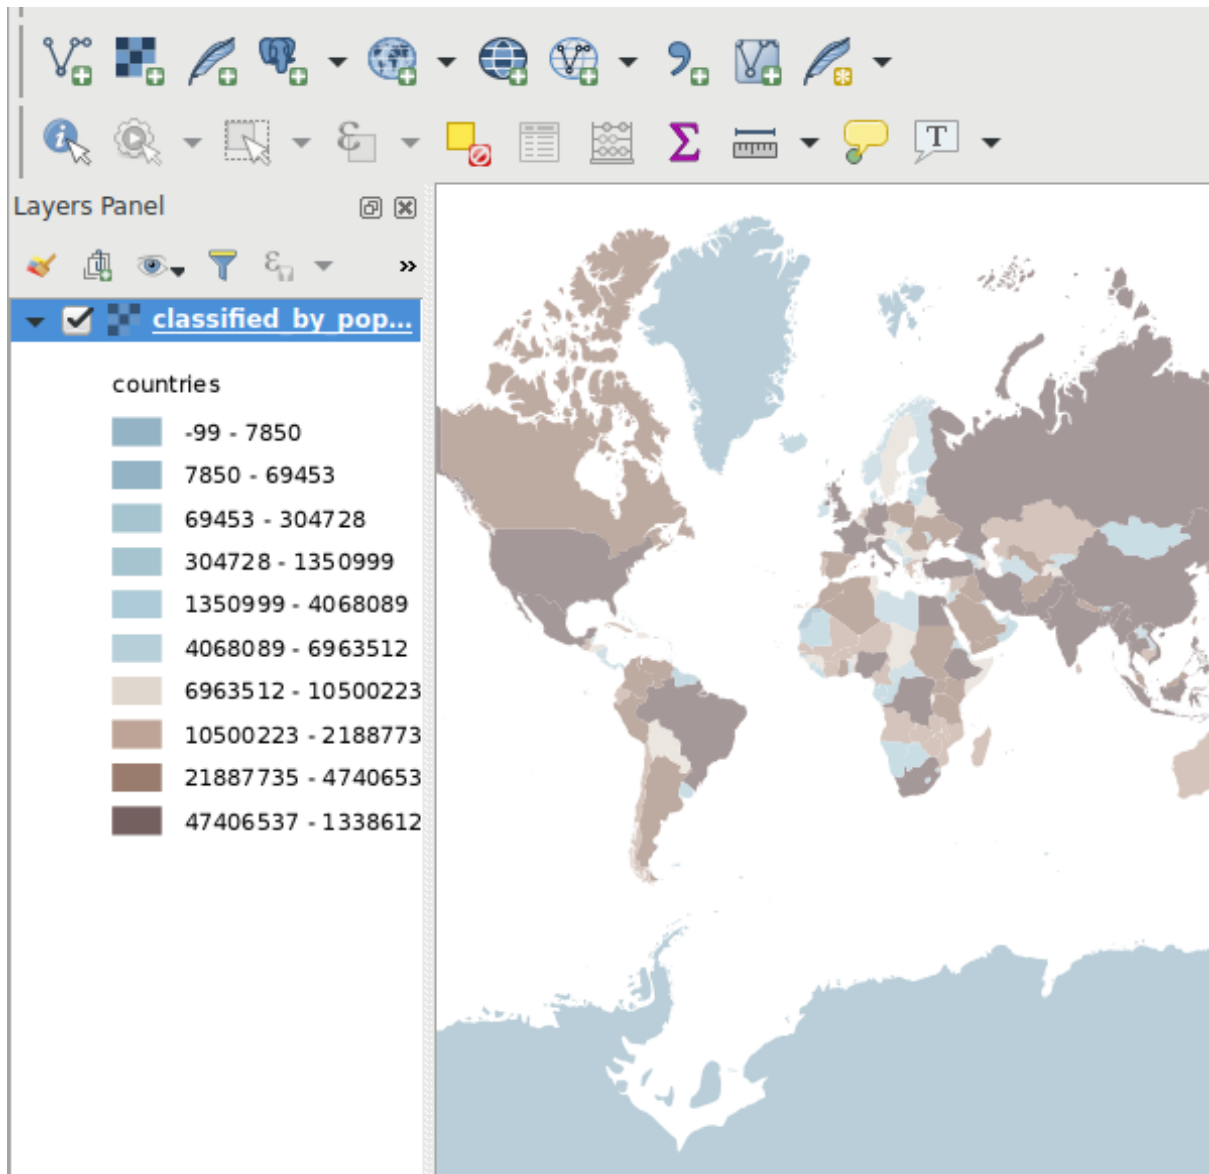 T
Layers Panel
classified_by_pop...
countries
-99 - 7850
7850 - 69453
69453 - 304728
304728 - 1350999
1350999 - 4068089
4068089 - 6963512
6963512 - 10500223
10500223 - 2188773
21887735 - 4740653
47406537 - 1338612